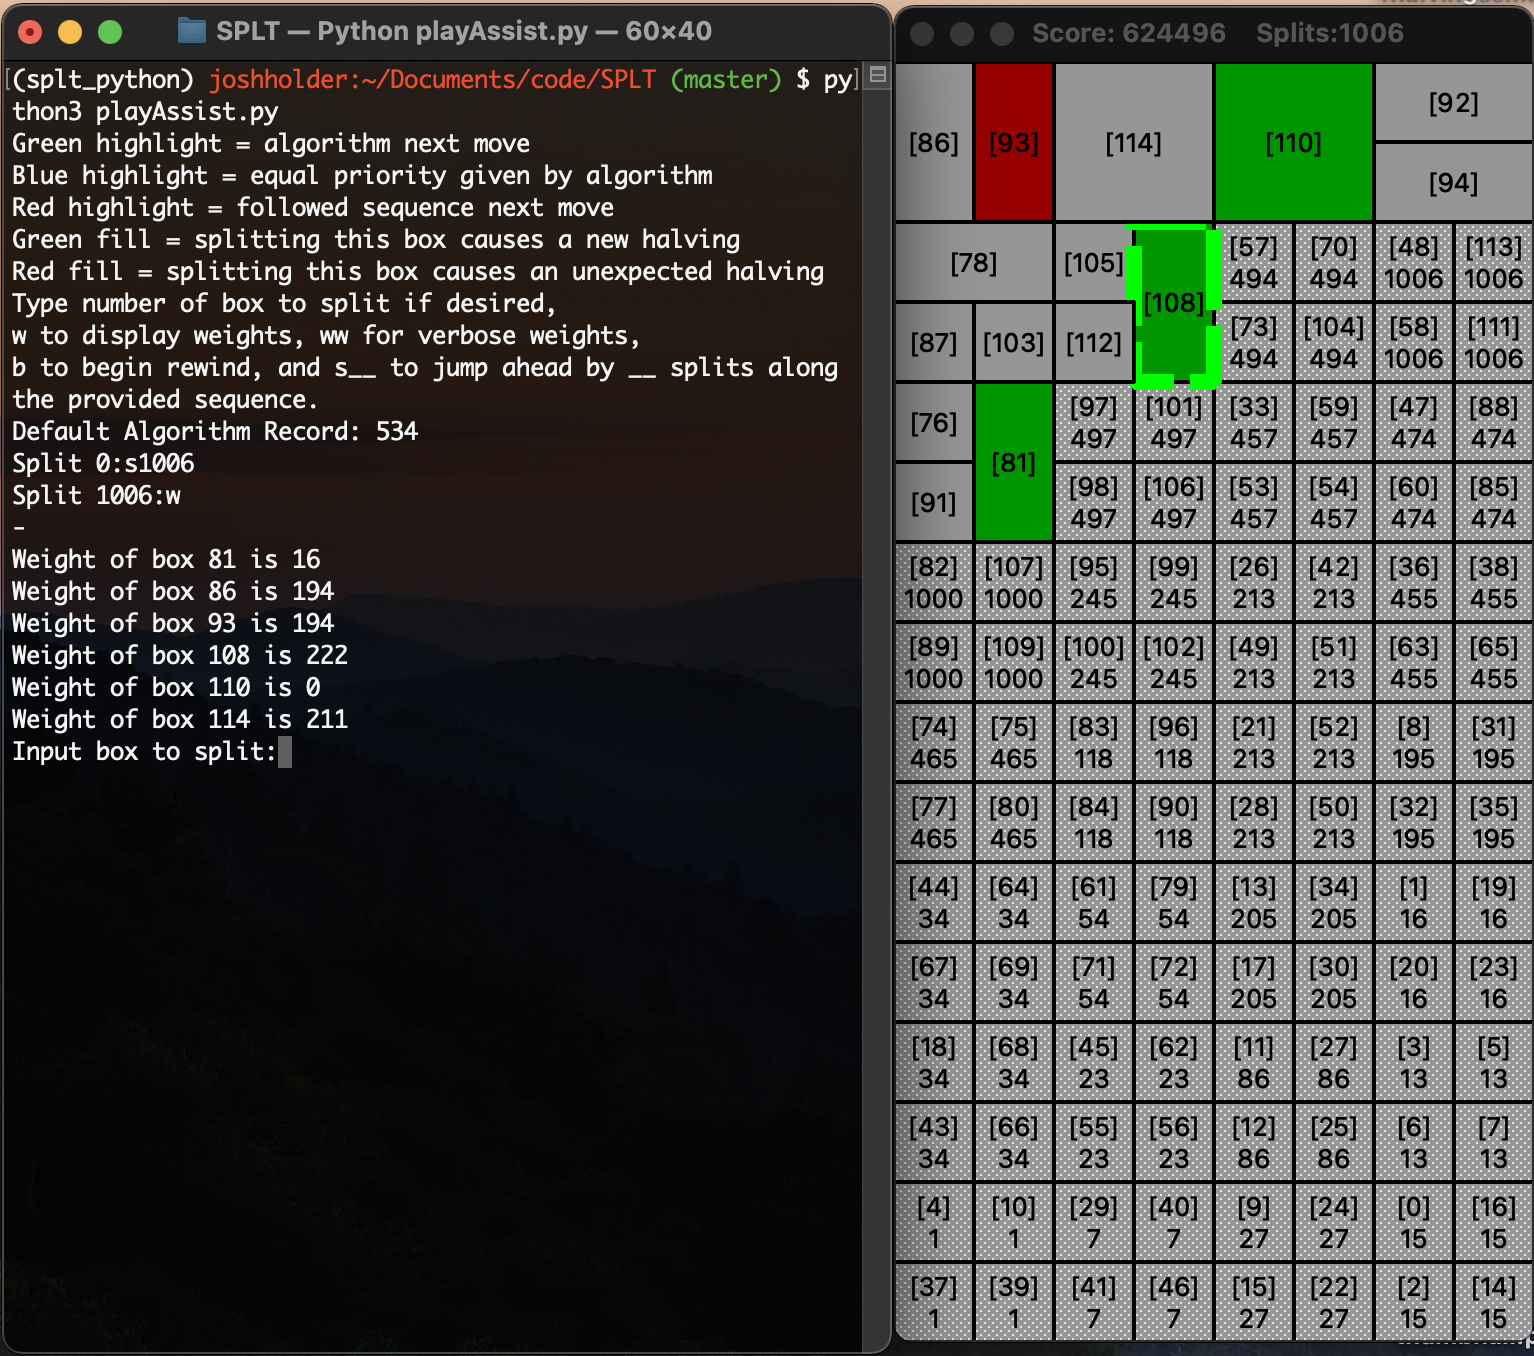 SPLT — Python playAssist.py — 60×40
[(splt_python) joshholder:~/Documents/code/SPLT (master) $ py]
thon3 playAssist.py
Green highlight = algorithm next move
Blue highlight = equal priority given by algorithm
Red highlight = followed sequence next move
Green fill = splitting this box causes a new halving
Red fill = splitting this box causes an unexpected halving
Type number of box to split if desired,
w to display weights, ww for verbose weights,
b to begin rewind, and s__ to jump ahead by __ splits along
the provided sequence.
Default Algorithm Record: 534
Split 0:s1006
Split 1006:w
-
Weight of box 81 is 16
Weight of box 86 is 194
Weight of box 93 is 194
Weight of box 108 is 222
Weight of box 110 is 0
Weight of box 114 is 211
Input box to split:
Score: 624496 Splits:1006
[92]
[86] [93] [114] [110]
[94]
[78] [105] [57] [70] [48] [113]
494 494 1006 1006
[108]
[87] [103] [112] [73] [104] [58] [111]
494 494 1006 1006
[76] [97] [101] [33] [59] [47] [88]
497 497 457 457 474 474
[81]
[91] [98] [106] [53] [54] [60] [85]
497 497 457 457 474 474
[82] [107] [95] [99] [26] [42] [36] [38]
1000 1000 245 245 213 213 455 455
[89] [109] [100] [102] [49] [51] [63] [65]
1000 1000 245 245 213 213 455 455
[74] [75] [83] [96] [21] [52] [8] [31]
465 465 118 118 213 213 195 195
[77] [80] [84] [90] [28] [50] [32] [35]
465 465 118 118 213 213 195 195
[44] [64] [61] [79] [13] [34] [1] [19]
34 34 54 54 205 205 16 16
[67] [69] [71] [72] [17] [30] [20] [23]
34 34 54 54 205 205 16 16
[18] [68] [45] [62] [11] [27] [3] [5]
34 34 23 23 86 86 13 13
[43] [66] [55] [56] [12] [25] [6] [7]
34 34 23 23 86 86 13 13
[4] [10] [29] [40] [9] [24] [0] [16]
1 1 7 7 27 27 15 15
[37] [39] [41] [46] [15] [22] [2] [14]
1 1 7 7 27 27 15 15